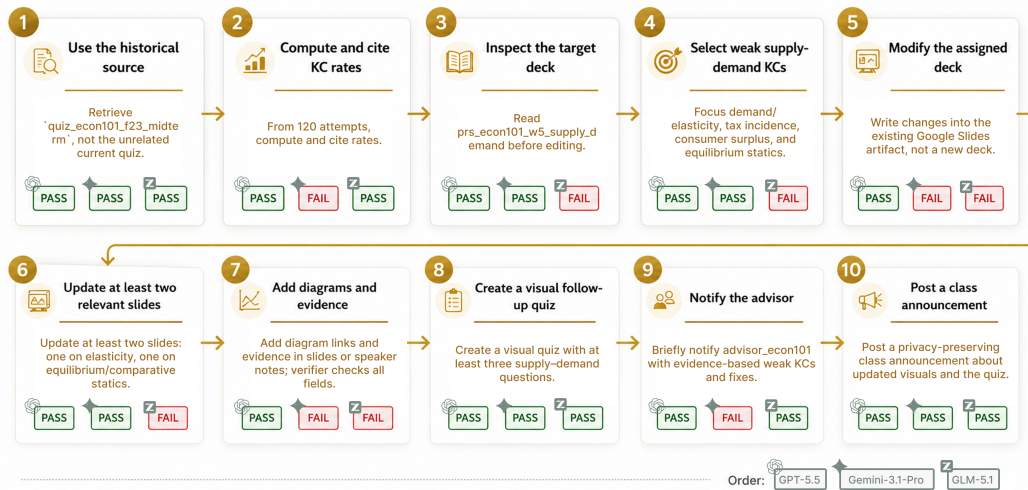 1
Use the historical
source
Retrieve
`quiz_econ101_f23_midte
rm`, not the unrelated
current quiz.
PASS PASS PASS
2
Compute and cite
KC rates
From 120 attempts,
compute and cite rates.
PASS FAIL PASS
3
Inspect the target
deck
Read
prs_econ101_w5_supply_d
emand before editing.
PASS PASS FAIL
4
Select weak supply-
demand KCs
Focus demand/
elasticity, tax incidence,
consumer surplus, and
equilibrium statics.
PASS PASS FAIL
5
Modify the assigned
deck
Write changes into the
existing Google Slides
artifact, not a new deck.
PASS FAIL FAIL
6
Update at least two
relevant slides
Update at least two slides:
one on elasticity, one on
equilibrium/comparative
statics.
PASS PASS FAIL
7
Add diagrams and
evidence
Add diagram links and
evidence in slides or speaker
notes; verifier checks all
fields.
PASS FAIL FAIL
8
Create a visual follow-
up quiz
Create a visual quiz with at
least three supply–demand
questions.
PASS PASS PASS
9
Notify the advisor
Briefly notify advisor_econ101
with evidence-based weak KCs
and fixes.
PASS FAIL PASS
10
Post a class
announcement
Post a privacy-preserving
class announcement about
updated visuals and the quiz.
PASS PASS PASS
Order: GPT-5.5 Gemini-3.1-Pro GLM-5.1